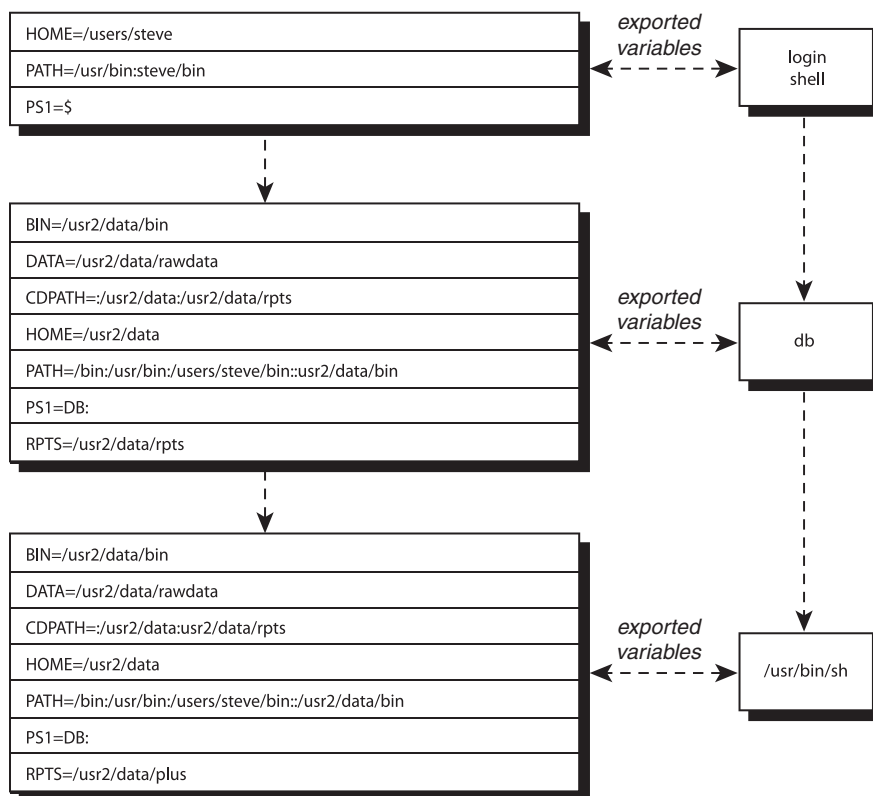 HOME=/users/steve
PATH=/usr/bin:steve/bin
PS1=$
exported
variables
login
shell
BIN=/usr2/data/bin
DATA=/usr2/data/rawdata
CDPATH=:/usr2/data:/usr2/data/rpts
HOME=/usr2/data
PATH=/bin:/usr/bin:/users/steve/bin::usr2/data/bin
PS1=DB:
RPTS=/usr2/data/rpts
exported
variables
db
BIN=/usr2/data/bin
DATA=/usr2/data/rawdata
CDPATH=:/usr2/data:usr2/data/rpts
HOME=/usr2/data
PATH=/bin:/usr/bin:/users/steve/bin::/usr2/data/bin
PS1=DB:
RPTS=/usr2/data/plus
exported
variables
/usr/bin/sh